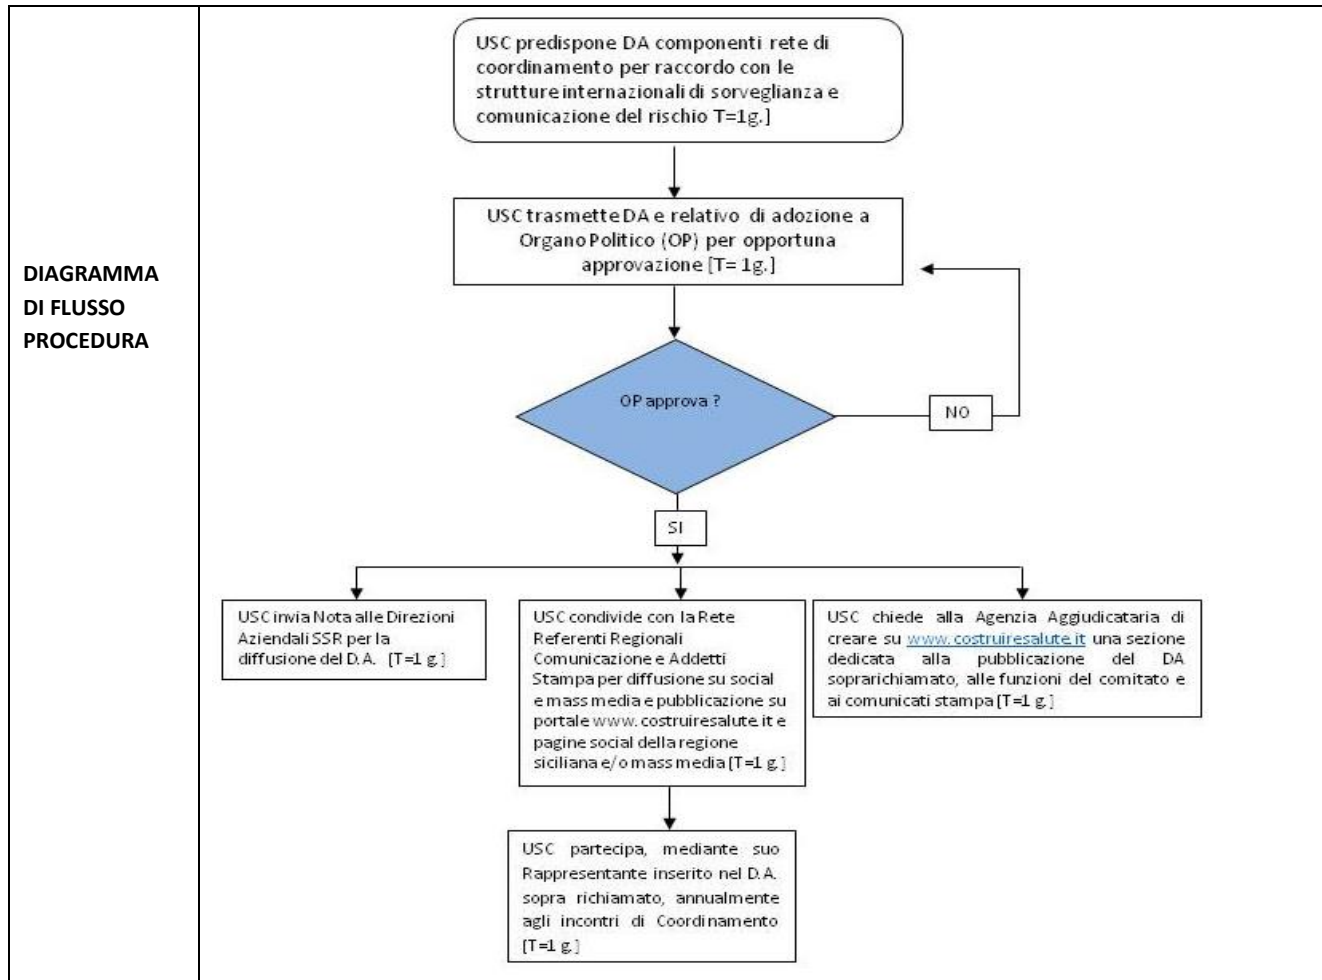 DIAGRAMMA
DI FLUSSO
PROCEDURA
USC predispone DA componenti rete di
coordinamento per raccordo con le
strutture internazionali di sorveglianza e
comunicazione del rischio T=1g.]
USC trasmette DA e relativo di adozione a
Organo Politico (OP) per opportuna
approvazione [T= 1g.]
OP approva ?
NO
SI
USC invia Nota alle Direzioni
Aziendali SSR per la
diffusione del D.A. [T=1 g.]
USC condivide con la Rete
Referenti Regionali
Comunicazione e Addetti
Stampa per diffusione su social
e mass media e pubblicazione su
portale www.costruiresalute.it e
pagine social della regione
siciliana e/o mass media [T=1 g.]
USC chiede alla Agenzia Aggiudicataria di
creare su www.costruiresalute.it una sezione
dedicata alla pubblicazione del DA
soprarichiamato, alle funzioni del comitato e
ai comunicati stampa [T=1 g.]
USC partecipa, mediante suo
Rappresentante inserito nel D.A.
sopra richiamato, annualmente
agli incontri di Coordinamento
[T=1 g.]